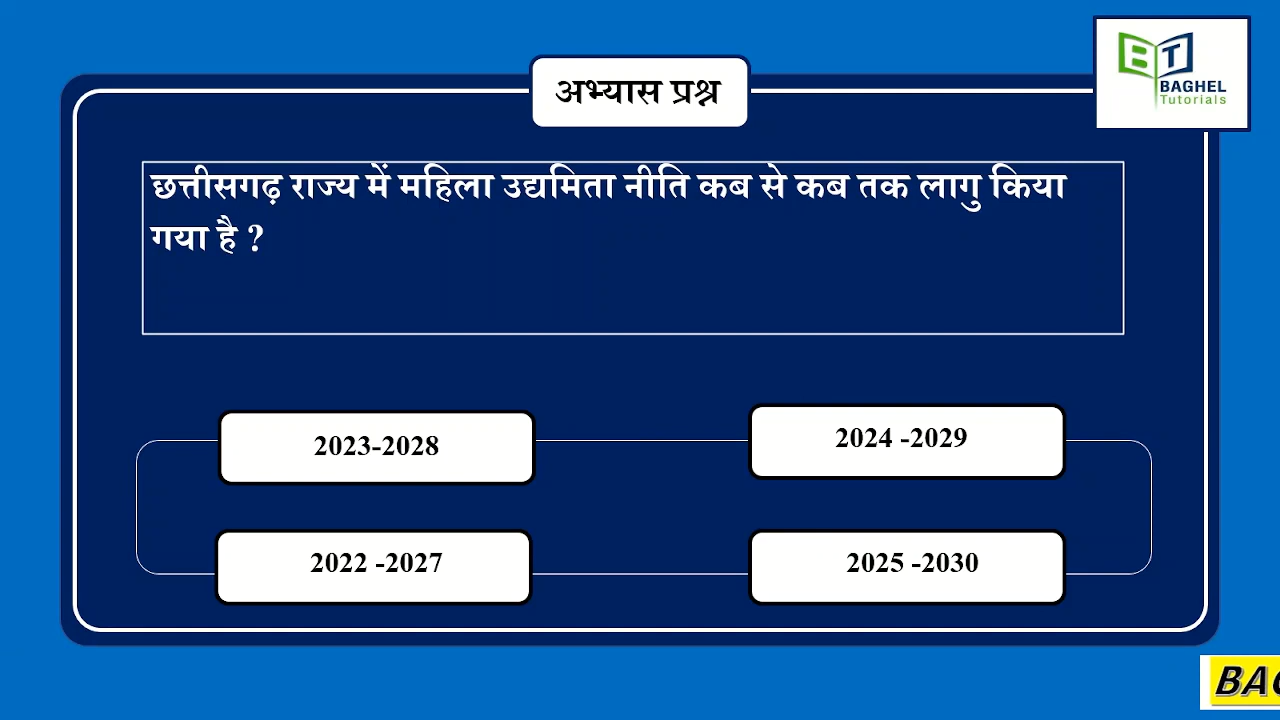 अभ्यास प्रश्न
BT
BAGHEL
Tutorials
छत्तीसगढ़ राज्य में महिला उद्यमिता नीति कब से कब तक लागु किया
गया है ?
2023-2028
2024 -2029
2022 -2027
2025 -2030